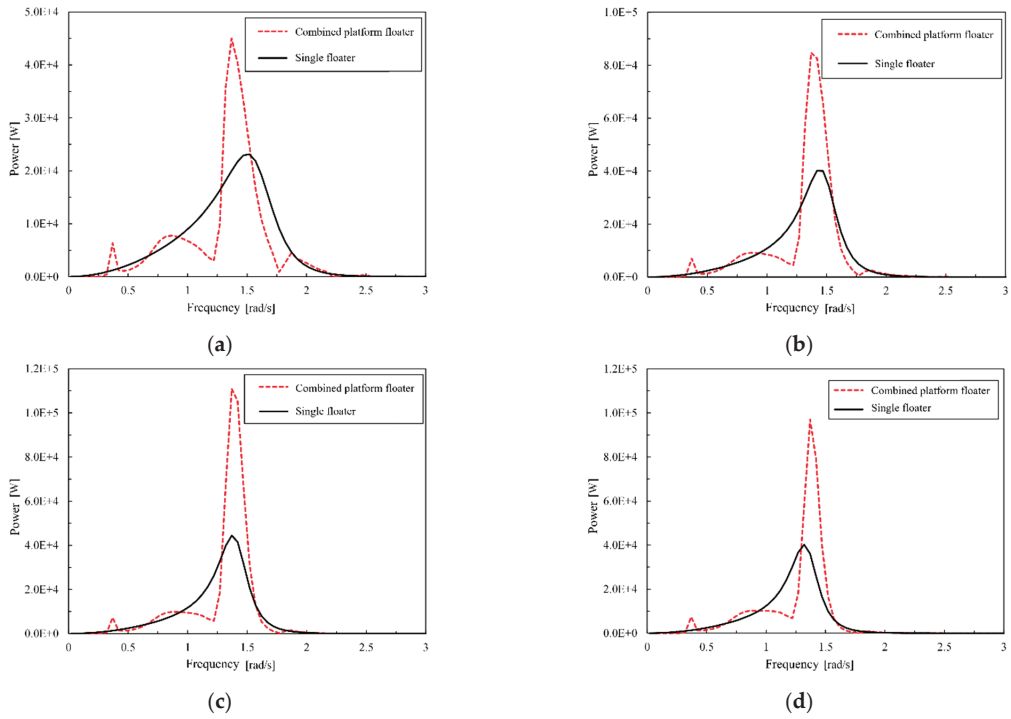 5.0E+4
4.0E+4
3.0E+4
2.0E+4
1.0E+4
0.0E+0
Power [W]
0 0.5 1 1.5 2 2.5 3
Frequency [rad/s]
Combined platform floater
Single floater
(a)
1.0E+5
8.0E-4
6.0E-4
4.0E-4
2.0E-4
0.0E+0
Power [W]
0 0.5 1 1.5 2 2.5 3
Frequency [rad/s]
Combined platform floater
Single floater
(b)
1.2E+5
1.0E+5
8.0E+4
6.0E+4
4.0E+4
2.0E+4
0.0E+0
Power [W]
0 0.5 1 1.5 2 2.5 3
Frequency [rad/s]
Combined platform floater
Single floater
(c)
1.2E+5
1.0E+5
8.0E+4
6.0E+4
4.0E+4
2.0E+4
0.0E+0
Power [W]
0 0.5 1 1.5 2 2.5 3
Frequency [rad/s]
Combined platform floater
Single floater
(d)